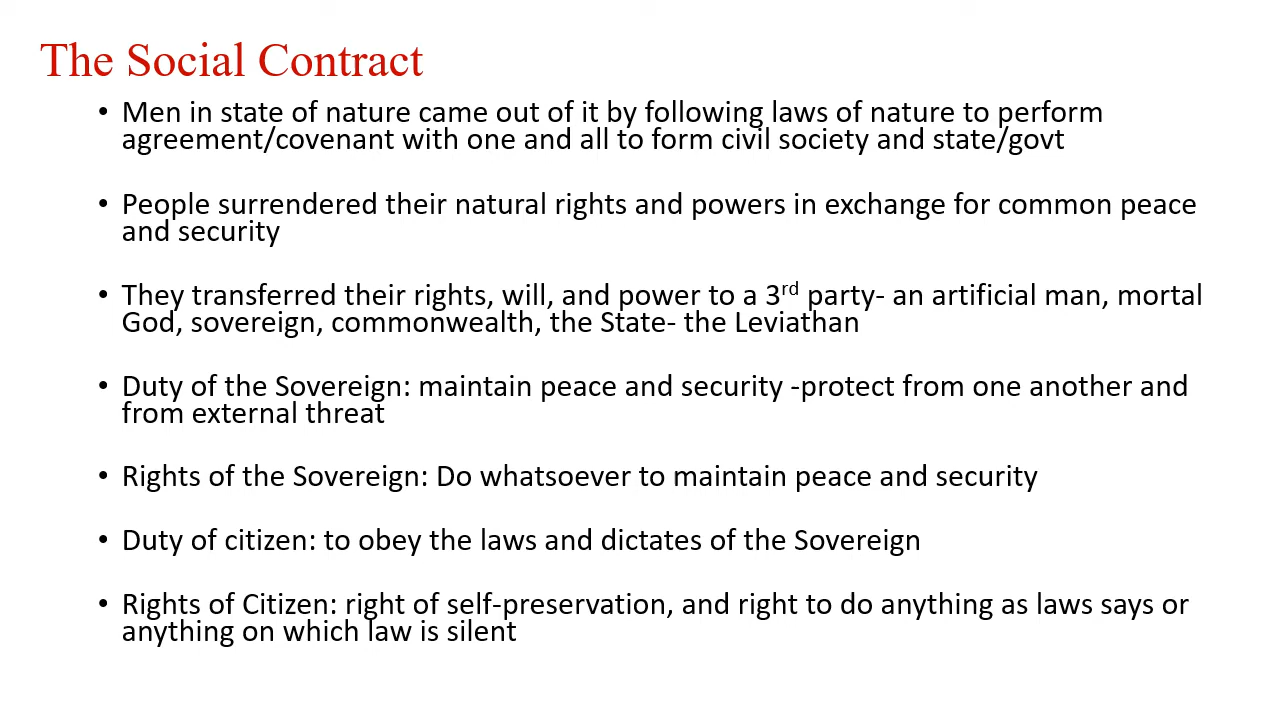 The Social Contract
• Men in state of nature came out of it by following laws of nature to perform
agreement/covenant with one and all to form civil society and state/govt
• People surrendered their natural rights and powers in exchange for common peace
and security
• They transferred their rights, will, and power to a 3rd party- an artificial man, mortal
God, sovereign, commonwealth, the State- the Leviathan
• Duty of the Sovereign: maintain peace and security -protect from one another and
from external threat
• Rights of the Sovereign: Do whatsoever to maintain peace and security
• Duty of citizen: to obey the laws and dictates of the Sovereign
• Rights of Citizen: right of self-preservation, and right to do anything as laws says or
anything on which law is silent